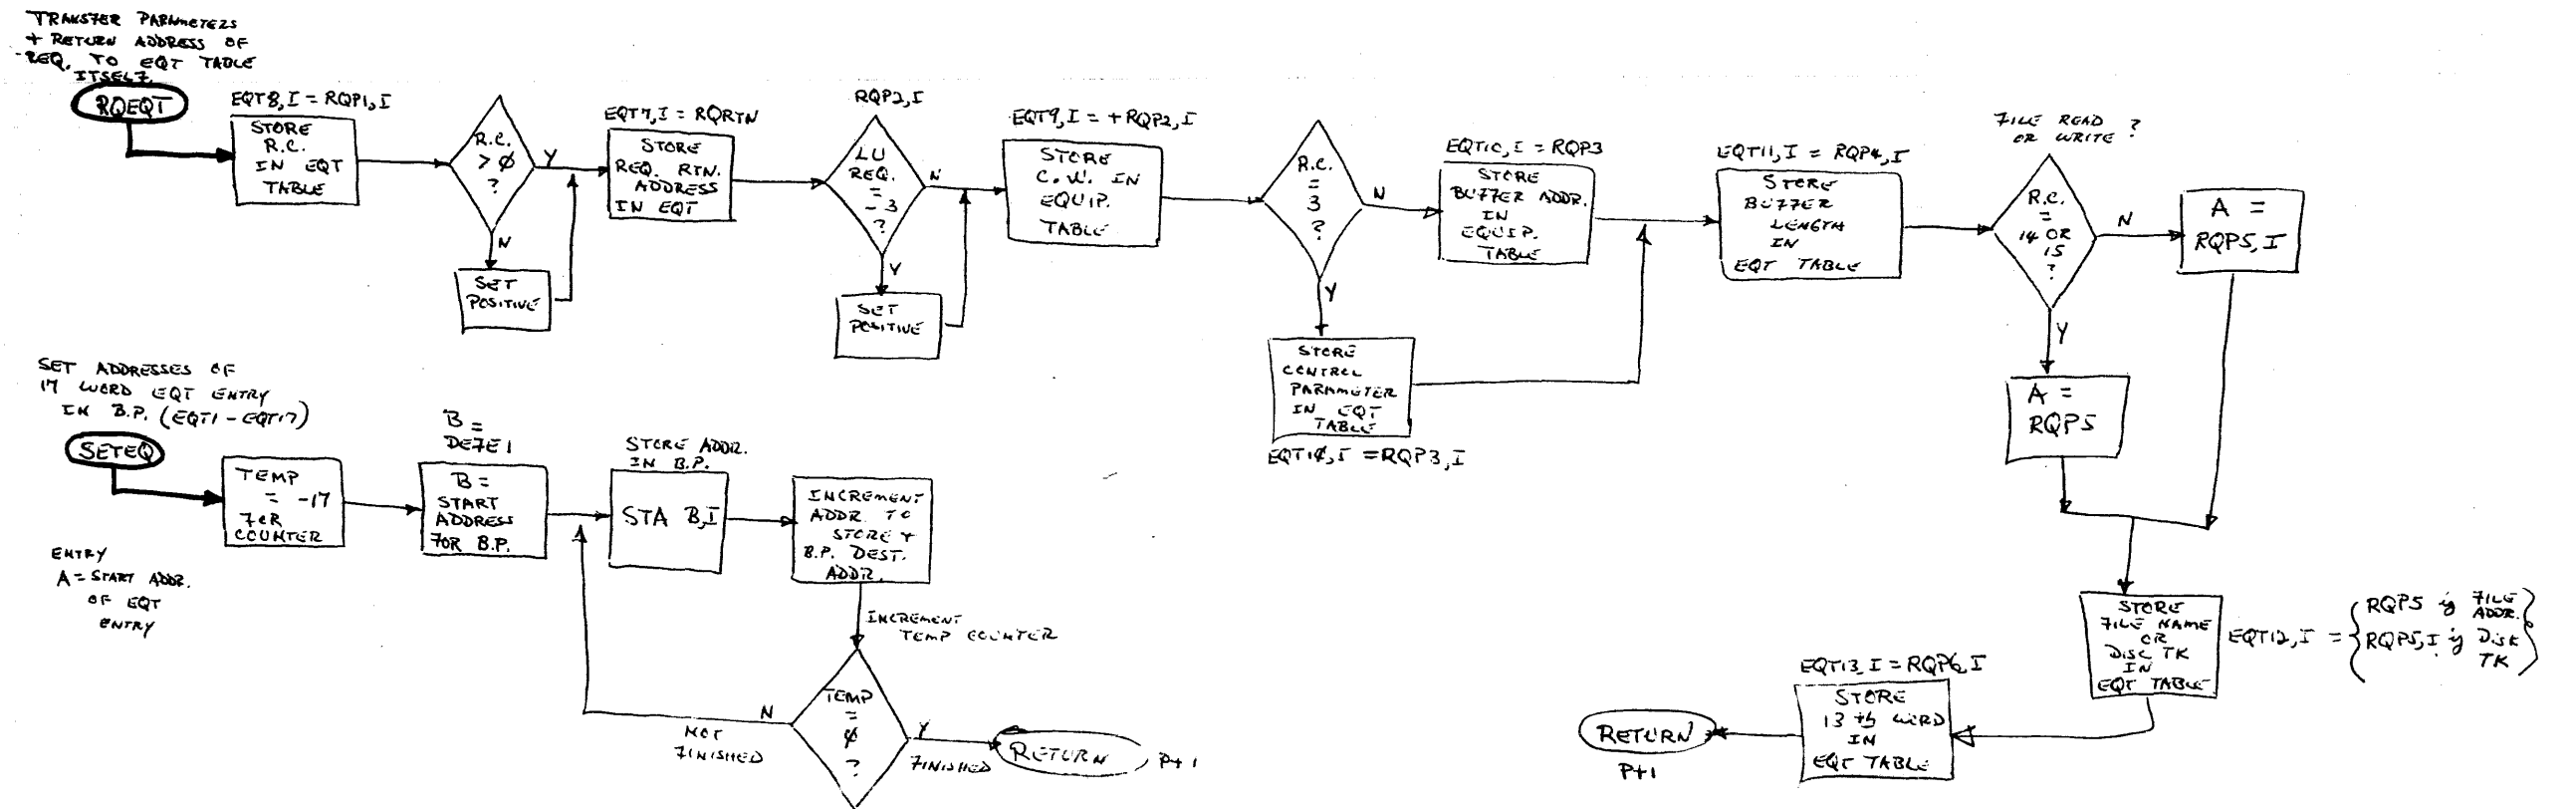 TRANSFER PARAMETERS
+ RETURN ADDRESS OF
REQ. TO EQT TABLE
ITSELF
RQEQT
EQT8,I = RQP1,I
STORE
R.C.
IN EQT
TABLE
R.C.
> ϕ
?
Y
N
SET
POSITIVE
EQT7,I = RQRTN
STORE
REQ. RTN.
ADDRESS
IN EQT
RQP2,I
LU
REQ.
=
-3
?
N
Y
SET
POSITIVE
EQT9,I = +RQP2,I
STORE
C.W. IN
EQUIP.
TABLE
R.C.
=
3
?
N
Y
STORE
CONTROL
PARAMETER
IN EQT
TABLE
EQT1ϕ,I = RQP3,I
EQT10,I = RQP3
STORE
BUFFER ADDR.
IN
EQUIP.
TABLE
EQT11,I = RQP4,I
STORE
BUFFER
LENGTH
IN
EQT TABLE
FILE READ
OR WRITE ?
R.C.
=
14 OR
15
?
N
Y
A =
RQP5,I
A =
RQP5
STORE
FILE NAME
OR
DISC TK
IN
EQT TABLE
EQT12,I =
RQP5 if FILE
ADDR.
RQP5,I if DISK
TK
EQT13,I = RQP6,I
STORE
13th WORD
IN
EQT TABLE
RETURN
P+1
SET ADDRESSES OF
17 WORD EQT ENTRY
IN B.P. (EQT1 - EQT17)
SETEQ
ENTRY
A = START ADDR.
OF EQT
ENTRY
TEMP
= -17
FOR
COUNTER
B =
DEFE1
B =
START
ADDRESS
FOR B.P.
STORE ADDR.
IN B.P.
STA B,I
INCREMENT
ADDR. TO
STORE +
B.P. DEST.
ADDR.
INCREMENT
TEMP COUNTER
TEMP
=
ϕ
?
N
NOT
FINISHED
Y
FINISHED
RETURN
P+1